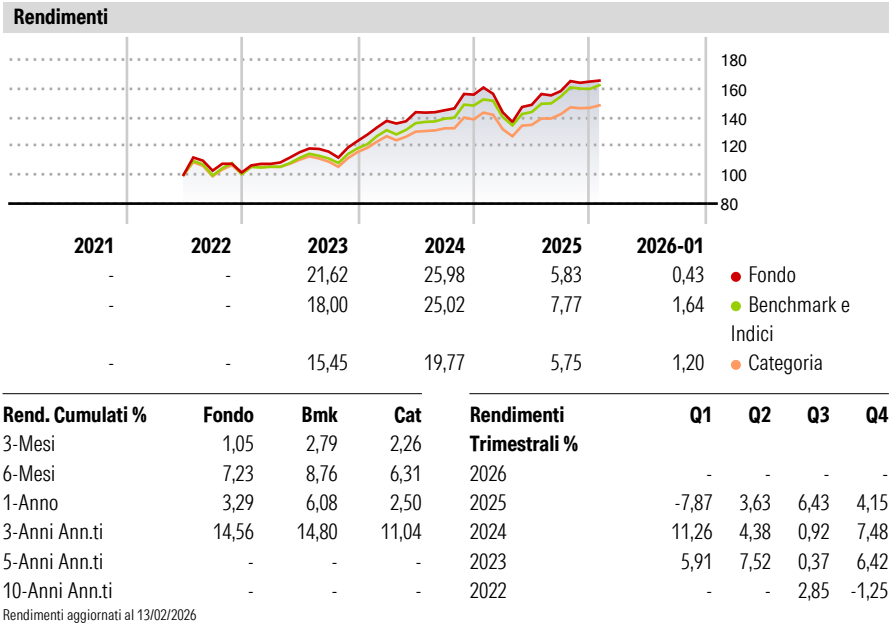 Rendimenti
180
160
140
120
100
80
2021 2022 2023 2024 2025 2026-01
- - 21,62 25,98 5,83 0,43 Fondo
- - 18,00 25,02 7,77 1,64 Benchmark e
Indici
- - 15,45 19,77 5,75 1,20 Categoria
Rend. Cumulati % Fondo Bmk Cat
3-Mesi 1,05 2,79 2,26
6-Mesi 7,23 8,76 6,31
1-Anno 3,29 6,08 2,50
3-Anni Ann.ti 14,56 14,80 11,04
5-Anni Ann.ti - - -
10-Anni Ann.ti - - -
Rendimenti Q1 Q2 Q3 Q4
Trimestrali %
2026 - - - -
2025 -7,87 3,63 6,43 4,15
2024 11,26 4,38 0,92 7,48
2023 5,91 7,52 0,37 6,42
2022 - - 2,85 -1,25
Rendimenti aggiornati al 13/02/2026